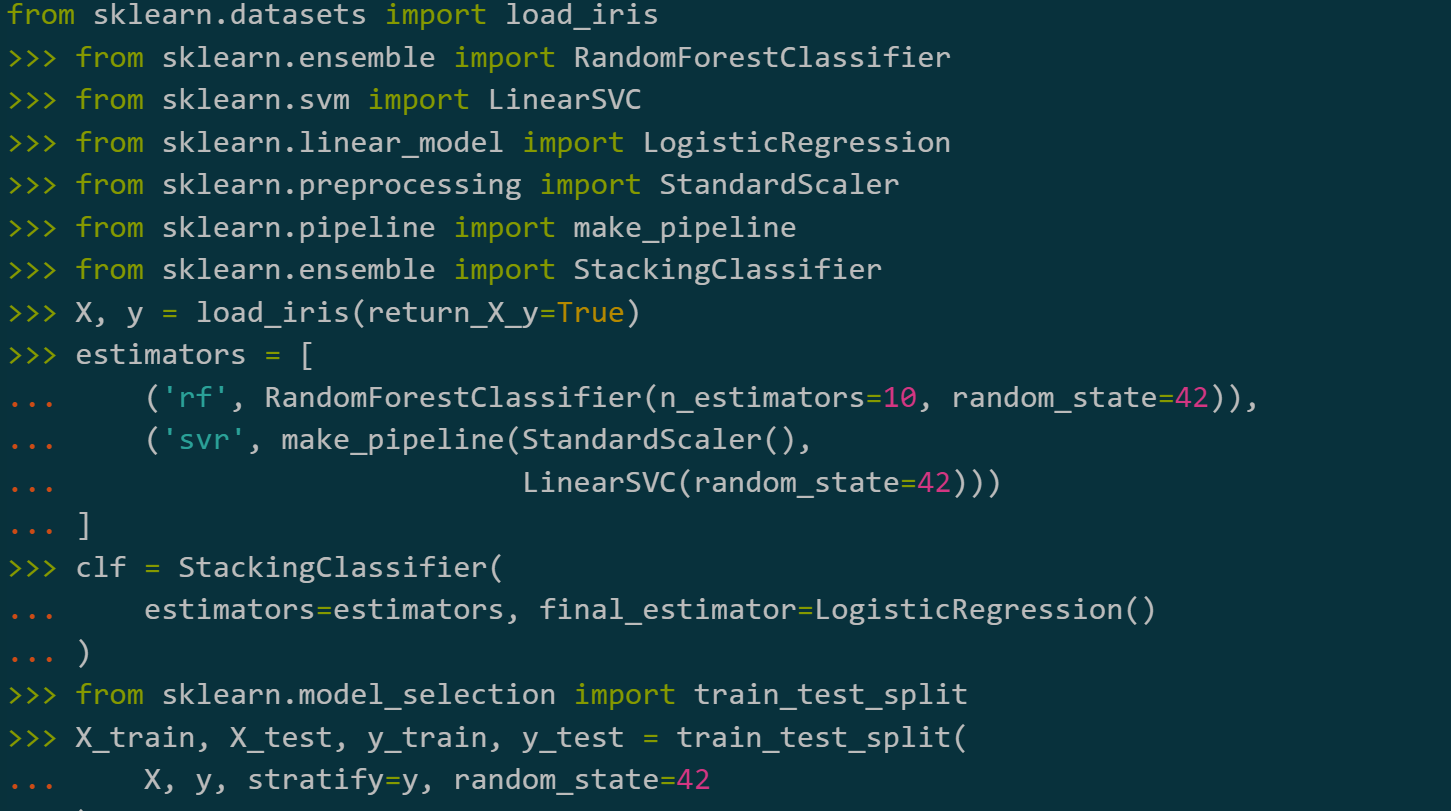 from sklearn.datasets import load_iris
>>> from sklearn.ensemble import RandomForestClassifier
>>> from sklearn.svm import LinearSVC
>>> from sklearn.linear_model import LogisticRegression
>>> from sklearn.preprocessing import StandardScaler
>>> from sklearn.pipeline import make_pipeline
>>> from sklearn.ensemble import StackingClassifier
>>> X, y = load_iris(return_X_y=True)
>>> estimators = [
...     ('rf', RandomForestClassifier(n_estimators=10, random_state=42)),
...     ('svr', make_pipeline(StandardScaler(),
...                           LinearSVC(random_state=42)))
... ]
>>> clf = StackingClassifier(
...     estimators=estimators, final_estimator=LogisticRegression()
... )
>>> from sklearn.model_selection import train_test_split
>>> X_train, X_test, y_train, y_test = train_test_split(
...     X, y, stratify=y, random_state=42